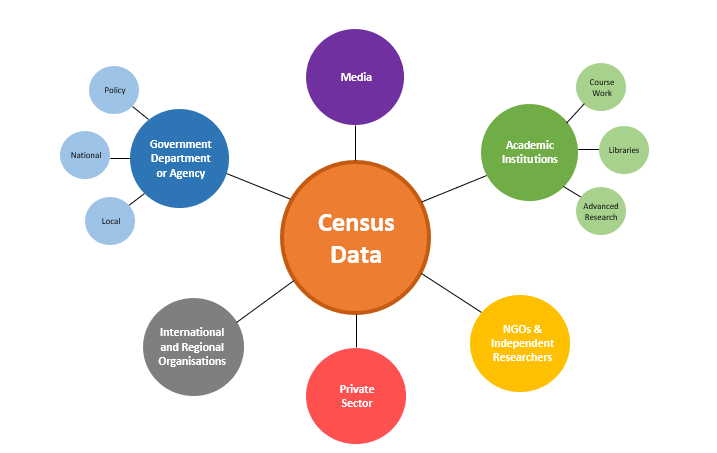 Media
Policy
National
Local
Government
Department
or Agency
Course
Work
Libraries
Advanced
Research
Academic
Institutions
Census
Data
International
and Regional
Organisations
Private
Sector
NGOs &
Independent
Researchers